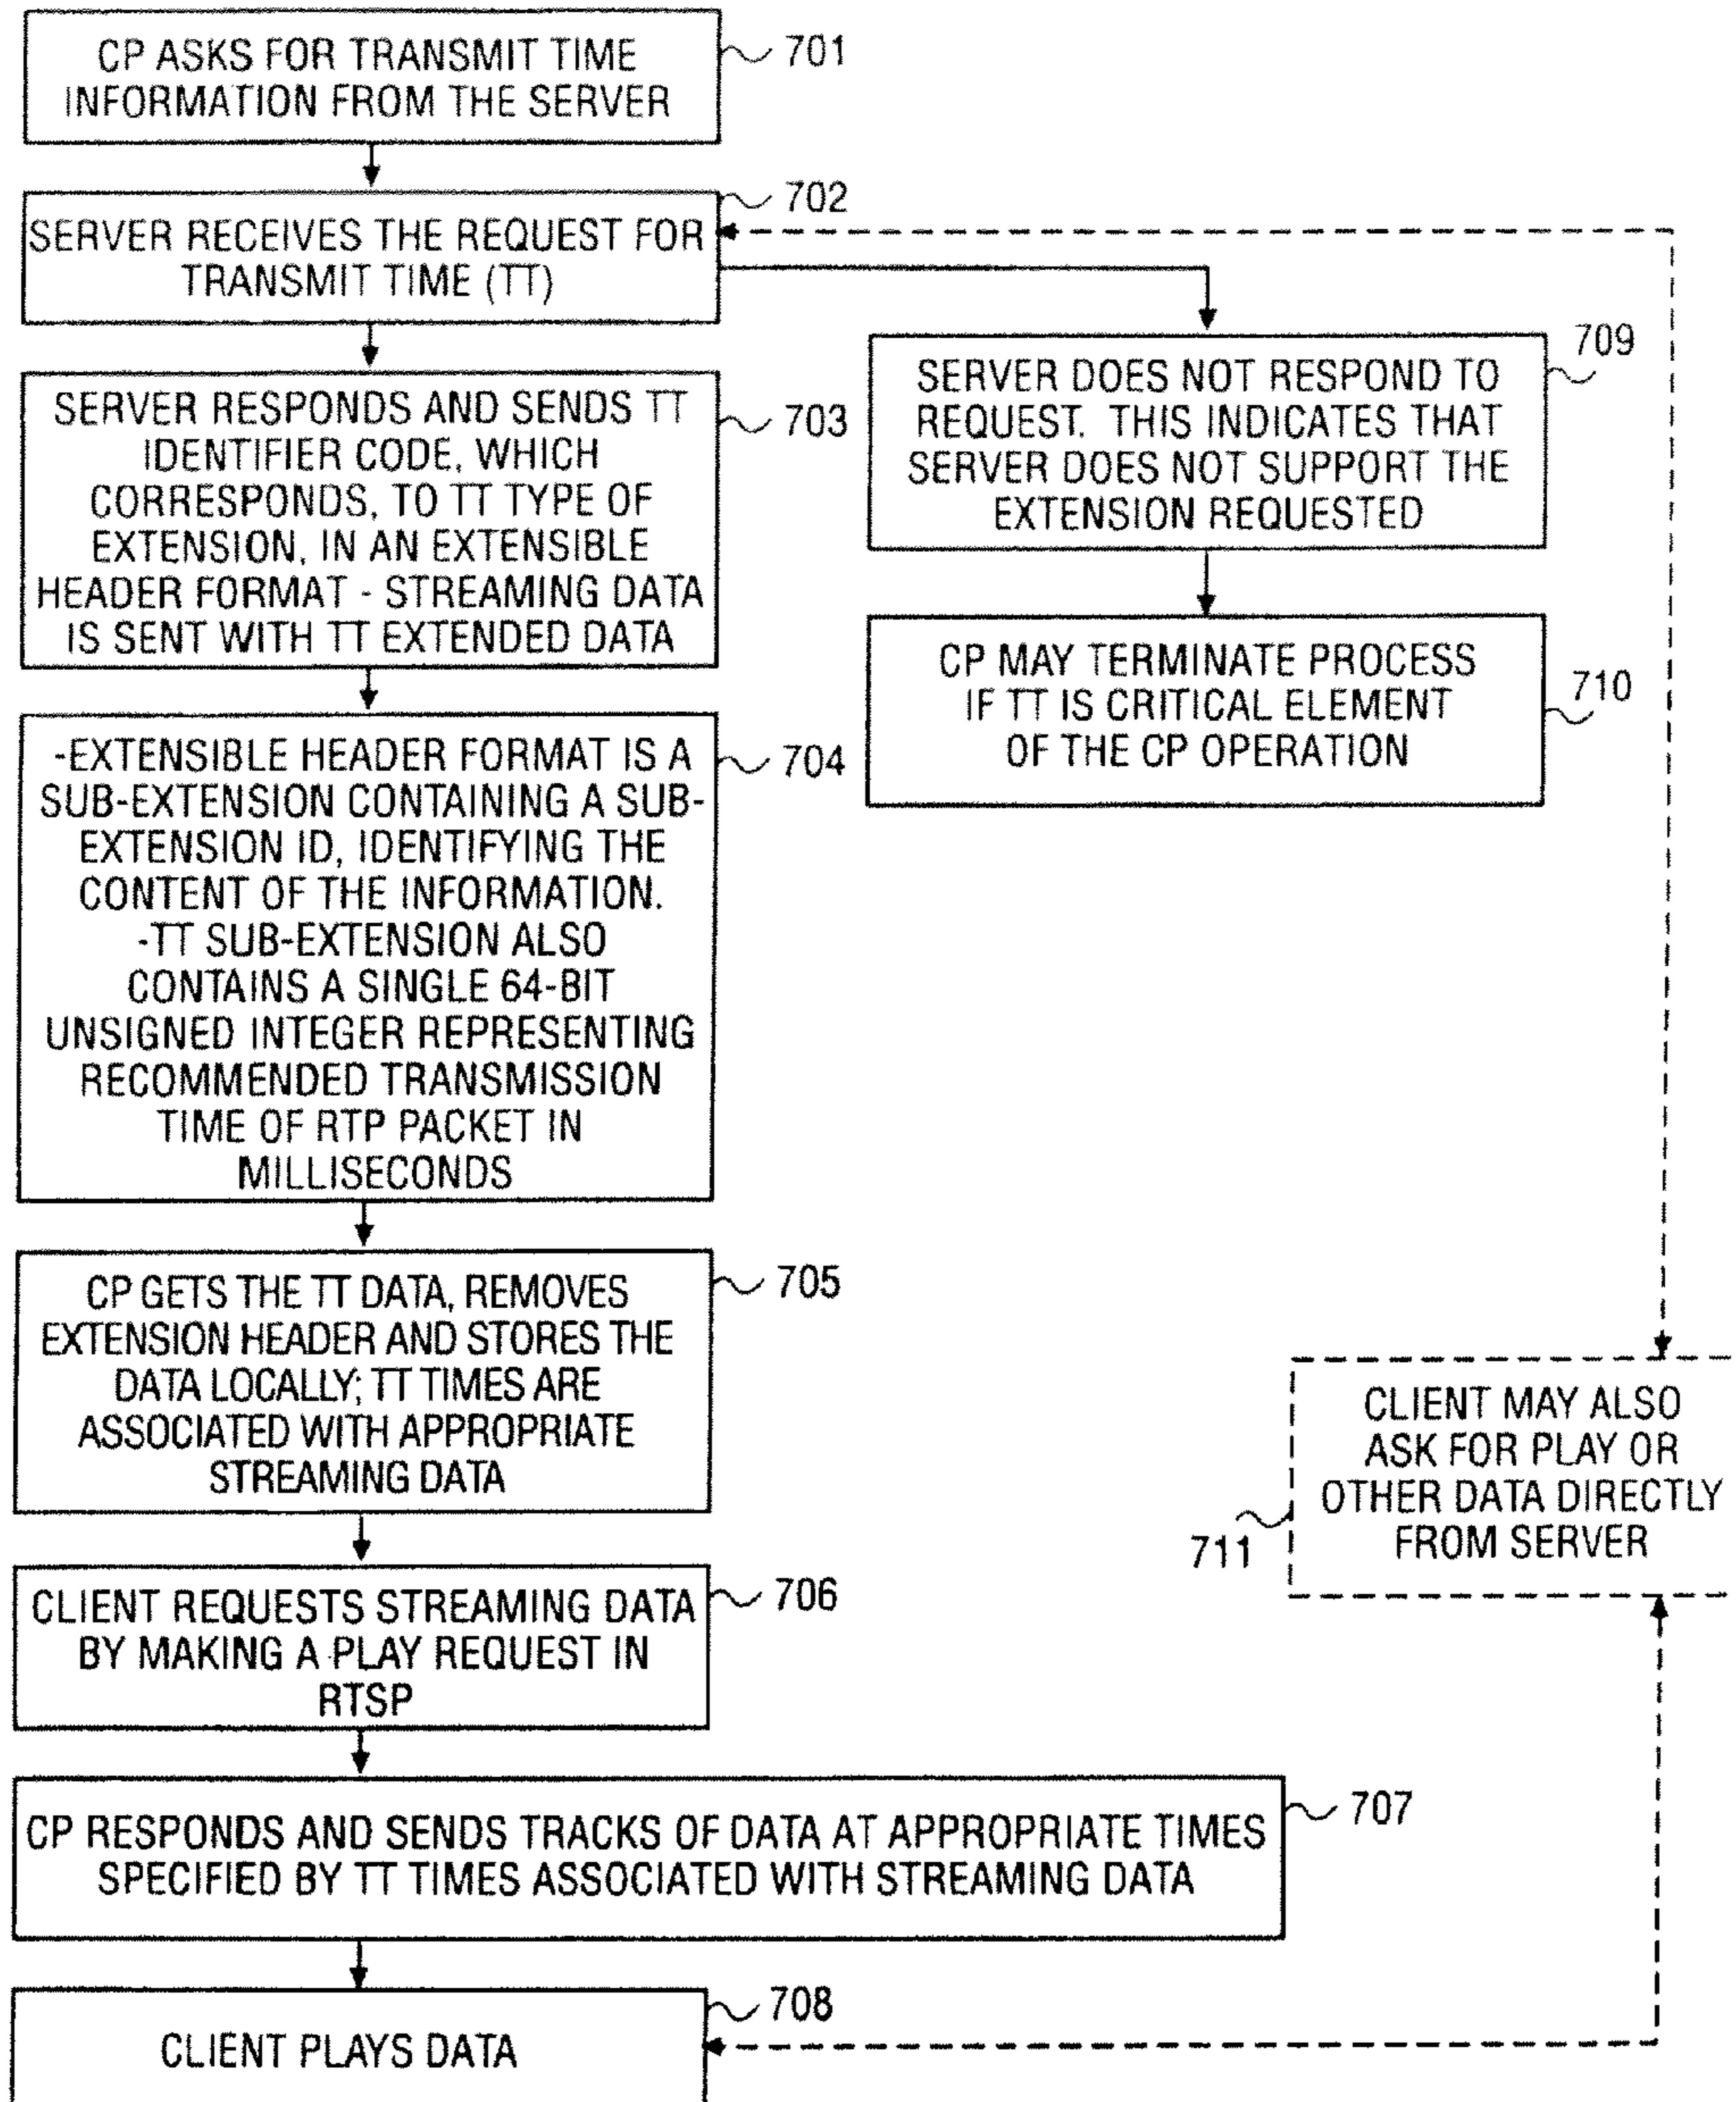 CP ASKS FOR TRANSMIT TIME
INFORMATION FROM THE SERVER
701
SERVER RECEIVES THE REQUEST FOR
TRANSMIT TIME (TT)
702
SERVER RESPONDS AND SENDS TT
IDENTIFIER CODE, WHICH
CORRESPONDS, TO TT TYPE OF
EXTENSION, IN AN EXTENSIBLE
HEADER FORMAT - STREAMING DATA
IS SENT WITH TT EXTENDED DATA
703
SERVER DOES NOT RESPOND TO
REQUEST. THIS INDICATES THAT
SERVER DOES NOT SUPPORT THE
EXTENSION REQUESTED
709
CP MAY TERMINATE PROCESS
IF TT IS CRITICAL ELEMENT
OF THE CP OPERATION
710
-EXTENSIBLE HEADER FORMAT IS A
SUB-EXTENSION CONTAINING A SUB-
EXTENSION ID, IDENTIFYING THE
CONTENT OF THE INFORMATION.
-TT SUB-EXTENSION ALSO
CONTAINS A SINGLE 64-BIT
UNSIGNED INTEGER REPRESENTING
RECOMMENDED TRANSMISSION
TIME OF RTP PACKET IN
MILLISECONDS
704
CP GETS THE TT DATA, REMOVES
EXTENSION HEADER AND STORES THE
DATA LOCALLY; TT TIMES ARE
ASSOCIATED WITH APPROPRIATE
STREAMING DATA
705
CLIENT MAY ALSO
ASK FOR PLAY OR
OTHER DATA DIRECTLY
FROM SERVER
711
CLIENT REQUESTS STREAMING DATA
BY MAKING A PLAY REQUEST IN
RTSP
706
CP RESPONDS AND SENDS TRACKS OF DATA AT APPROPRIATE TIMES
SPECIFIED BY TT TIMES ASSOCIATED WITH STREAMING DATA
707
CLIENT PLAYS DATA
708